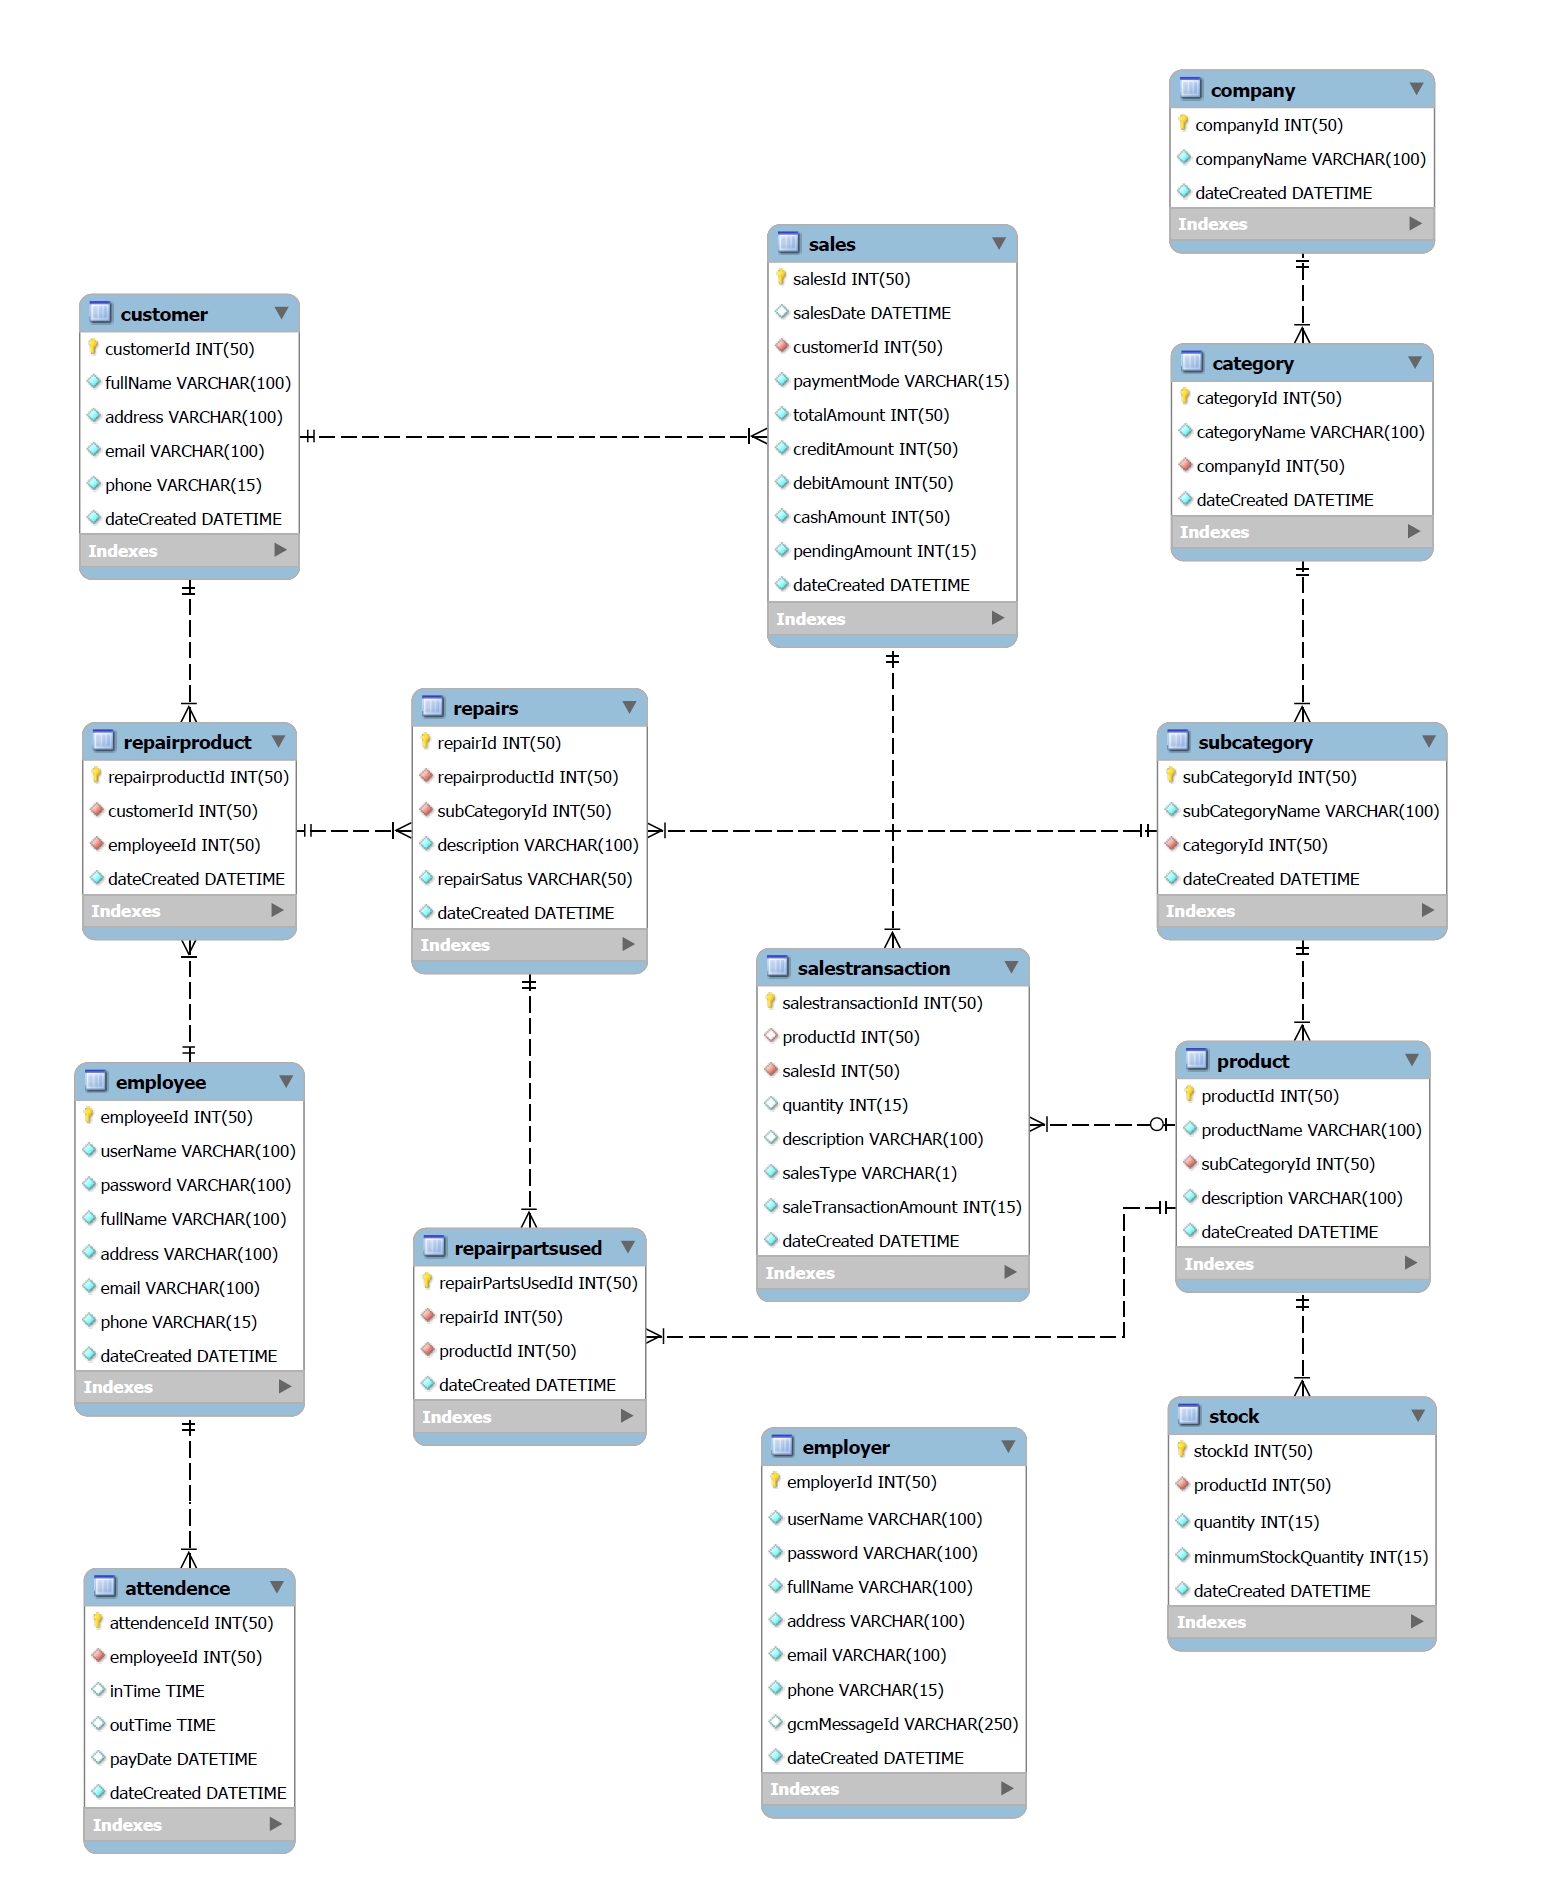 company
companyId INT(50)
companyName VARCHAR(100)
dateCreated DATETIME
Indexes
sales
salesId INT(50)
salesDate DATETIME
customerId INT(50)
paymentMode VARCHAR(15)
totalAmount INT(50)
creditAmount INT(50)
debitAmount INT(50)
cashAmount INT(50)
pendingAmount INT(15)
dateCreated DATETIME
Indexes
customer
customerId INT(50)
fullName VARCHAR(100)
address VARCHAR(100)
email VARCHAR(100)
phone VARCHAR(15)
dateCreated DATETIME
Indexes
category
categoryId INT(50)
categoryName VARCHAR(100)
companyId INT(50)
dateCreated DATETIME
Indexes
repairproduct
repairproductId INT(50)
customerId INT(50)
employeeId INT(50)
dateCreated DATETIME
Indexes
repairs
repairId INT(50)
repairproductId INT(50)
subCategoryId INT(50)
description VARCHAR(100)
repairSatus VARCHAR(50)
dateCreated DATETIME
Indexes
subcategory
subCategoryId INT(50)
subCategoryName VARCHAR(100)
categoryId INT(50)
dateCreated DATETIME
Indexes
salestransaction
salestransactionId INT(50)
productId INT(50)
salesId INT(50)
quantity INT(15)
description VARCHAR(100)
salesType VARCHAR(1)
saleTransactionAmount INT(15)
dateCreated DATETIME
Indexes
product
productId INT(50)
productName VARCHAR(100)
subCategoryId INT(50)
description VARCHAR(100)
dateCreated DATETIME
Indexes
employee
employeeId INT(50)
userName VARCHAR(100)
password VARCHAR(100)
fullName VARCHAR(100)
address VARCHAR(100)
email VARCHAR(100)
phone VARCHAR(15)
dateCreated DATETIME
Indexes
repairpartsused
repairPartsUsedId INT(50)
repairId INT(50)
productId INT(50)
dateCreated DATETIME
Indexes
employer
employerId INT(50)
userName VARCHAR(100)
password VARCHAR(100)
fullName VARCHAR(100)
address VARCHAR(100)
email VARCHAR(100)
phone VARCHAR(15)
gcmMessageId VARCHAR(250)
dateCreated DATETIME
Indexes
stock
stockId INT(50)
productId INT(50)
quantity INT(15)
minmumStockQuantity INT(15)
dateCreated DATETIME
Indexes
attendence
attendenceId INT(50)
employeeId INT(50)
inTime TIME
outTime TIME
payDate DATETIME
dateCreated DATETIME
Indexes